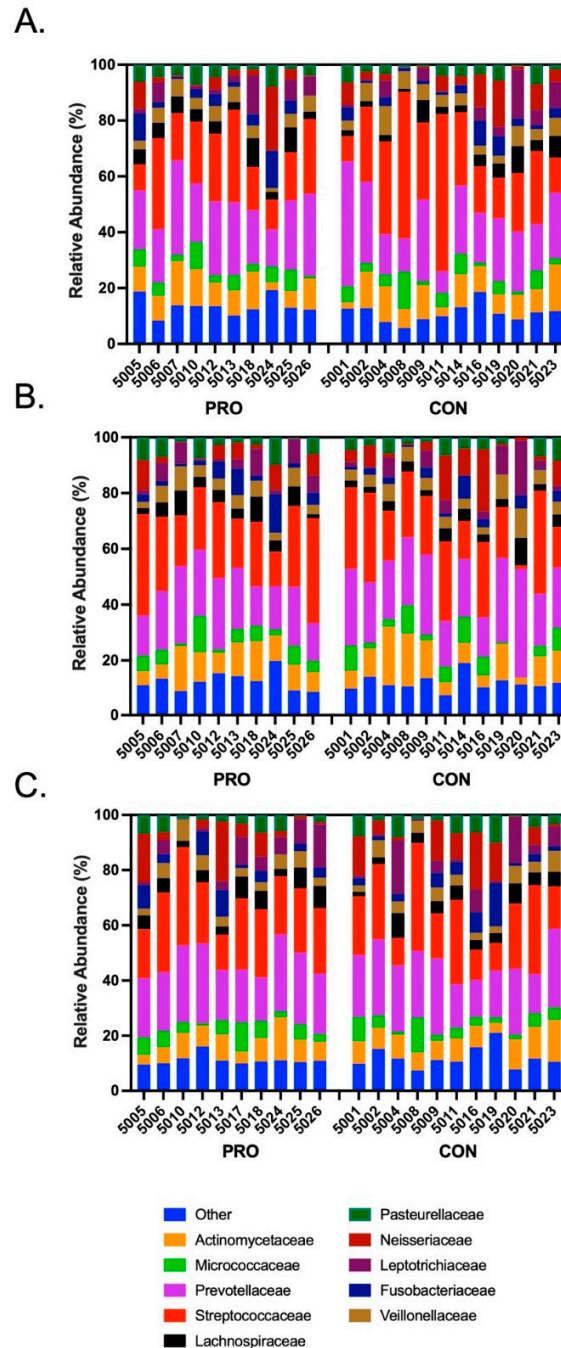 A.
Relative Abundance (%)
100
80
60
40
20
0
5005 5006 5007 5010 5012 5013 5018 5024 5025 5026 5001 5002 5004 5008 5009 5011 5014 5016 5019 5020 5021 5023
PRO CON
B.
Relative Abundance (%)
100
80
60
40
20
0
5005 5006 5007 5010 5012 5013 5018 5024 5025 5026 5001 5002 5004 5008 5009 5011 5014 5016 5019 5020 5021 5023
PRO CON
C.
Relative Abundance (%)
100
80
60
40
20
0
5005 5006 5010 5012 5013 5017 5018 5024 5025 5026 5001 5002 5004 5008 5009 5011 5016 5019 5020 5021 5023
PRO CON
Other
Actinomycetaceae
Micrococcaceae
Prevotellaceae
Streptococcaceae
Lachnospiraceae
Pasteurellaceae
Neisseriaceae
Leptotrichiaceae
Fusobacteriaceae
Veillonellaceae